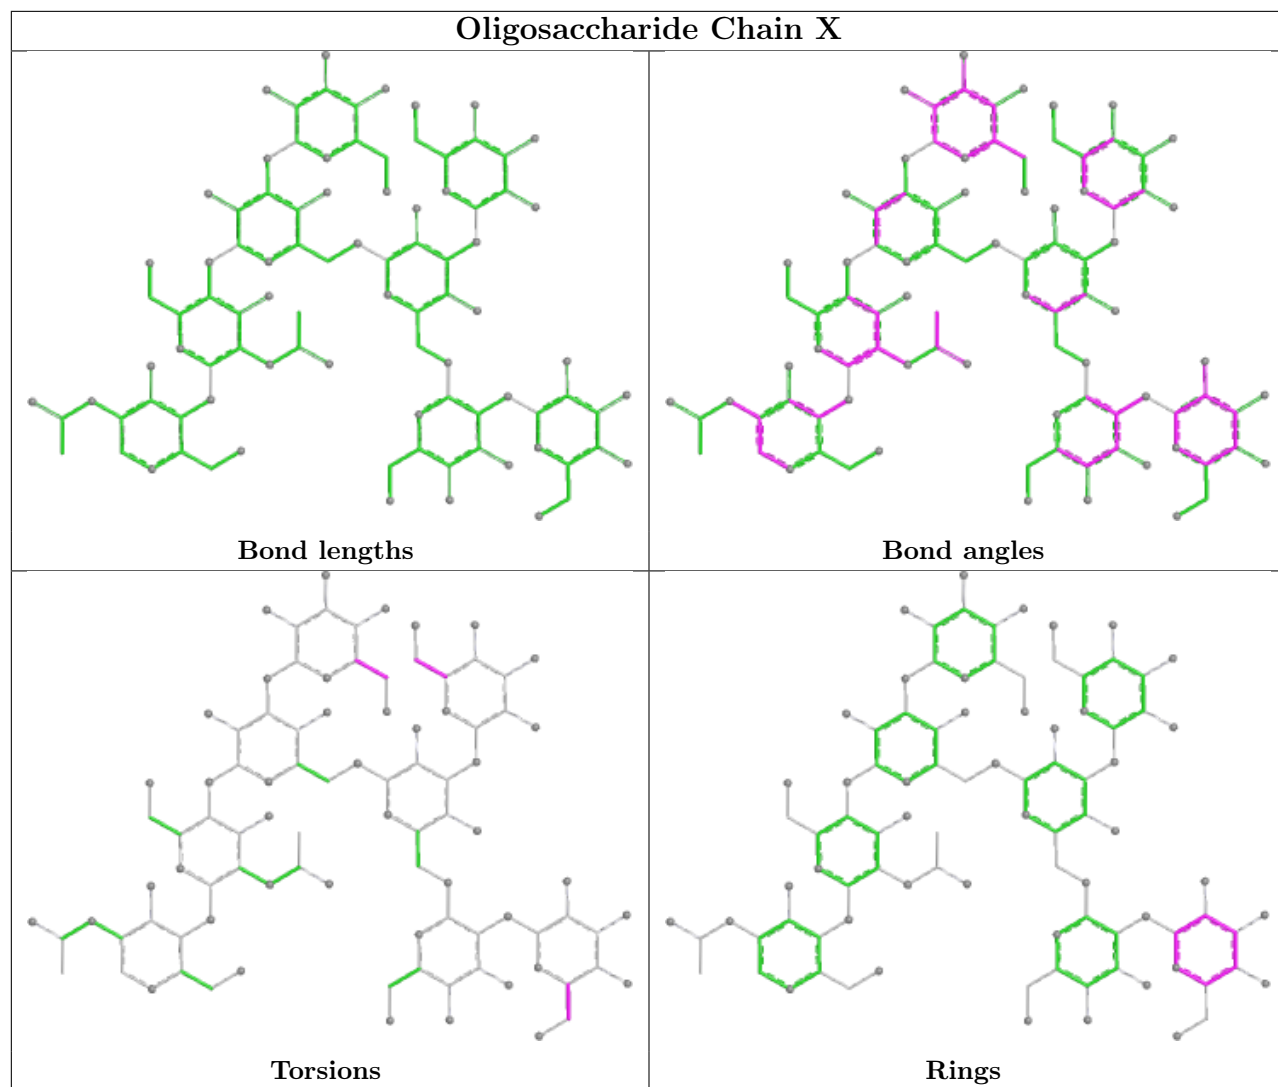 Oligosaccharide Chain X
Bond lengths
Bond angles
Torsions
Rings